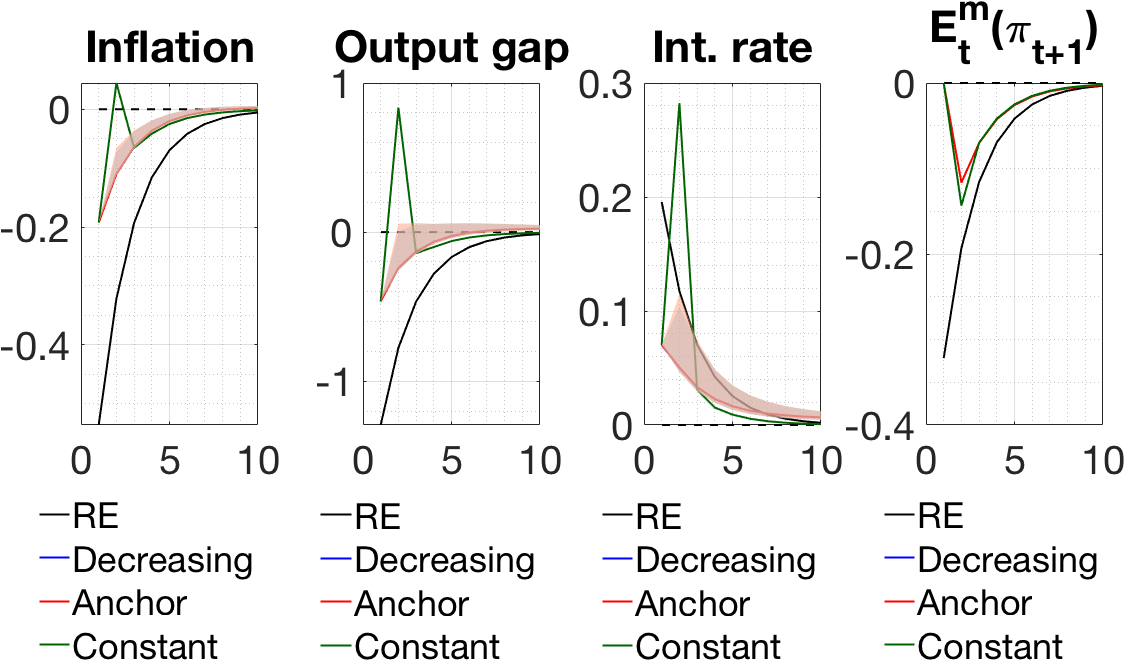 Inflation
0
-0.2
-0.4
0
5
10
RE
Decreasing
Anchor
Constant
Output gap
1
0
-1
0
5
10
RE
Decreasing
Anchor
Constant
Int. rate
0.3
0.2
0.1
0
0
5
10
RE
Decreasing
Anchor
Constant
E_t^m(π_{t+1})
0
-0.2
-0.4
0
5
10
RE
Decreasing
Anchor
Constant